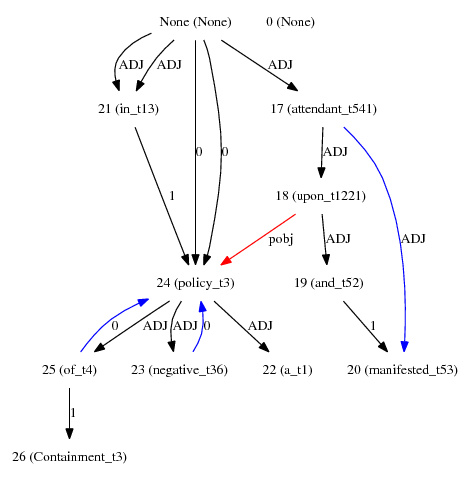 None (None) 0 (None)
ADJ ADJ ADJ
21 (in_t13) 17 (attendant_t541)
0 0 ADJ
1 18 (upon_t1221)
pobj ADJ ADJ
24 (policy_t3) 19 (and_t52)
0 ADJ ADJ 0 ADJ 1
25 (of_t4) 23 (negative_t36) 22 (a_t1) 20 (manifested_t53)
1
26 (Containment_t3)